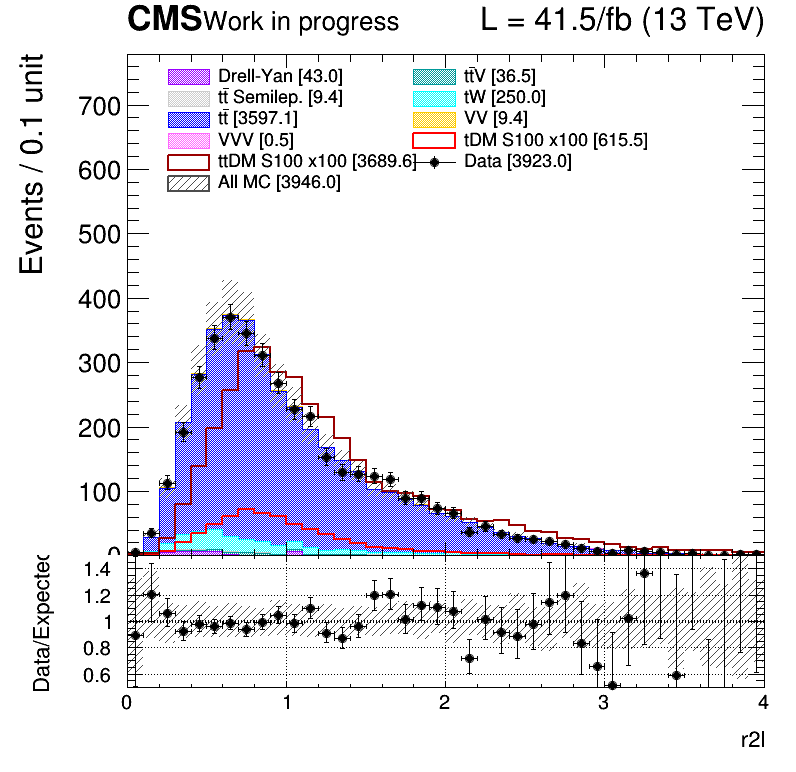 CMS Work in progress L = 41.5/fb (13 TeV)
Events / 0.1 unit
700
600
500
400
300
200
100
0
Drell-Yan [43.0] tt̄V [36.5]
tt̄ Semilep. [9.4] tW [250.0]
tt̄ [3597.1] VV [9.4]
VVV [0.5] tDM S100 x100 [615.5]
ttDM S100 x100 [3689.6] Data [3923.0]
All MC [3946.0]
Data/Expected
1.4
1.2
1
0.8
0.6
0 1 2 3 4
r2l